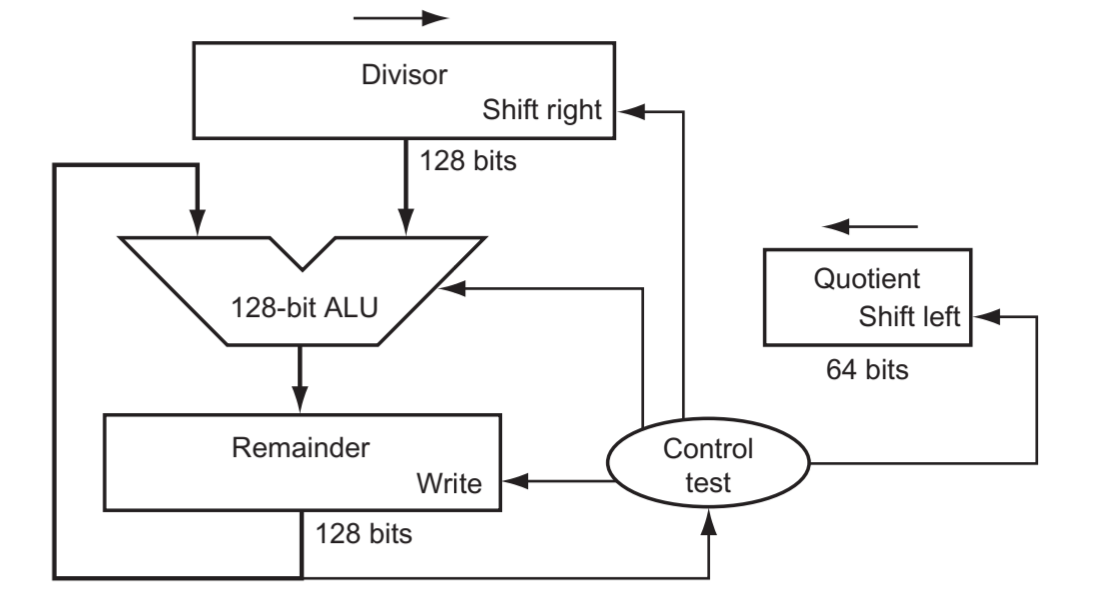 Divisor
Shift right
128 bits
128-bit ALU
Quotient
Shift left
64 bits
Remainder
Write
Control
test
128 bits